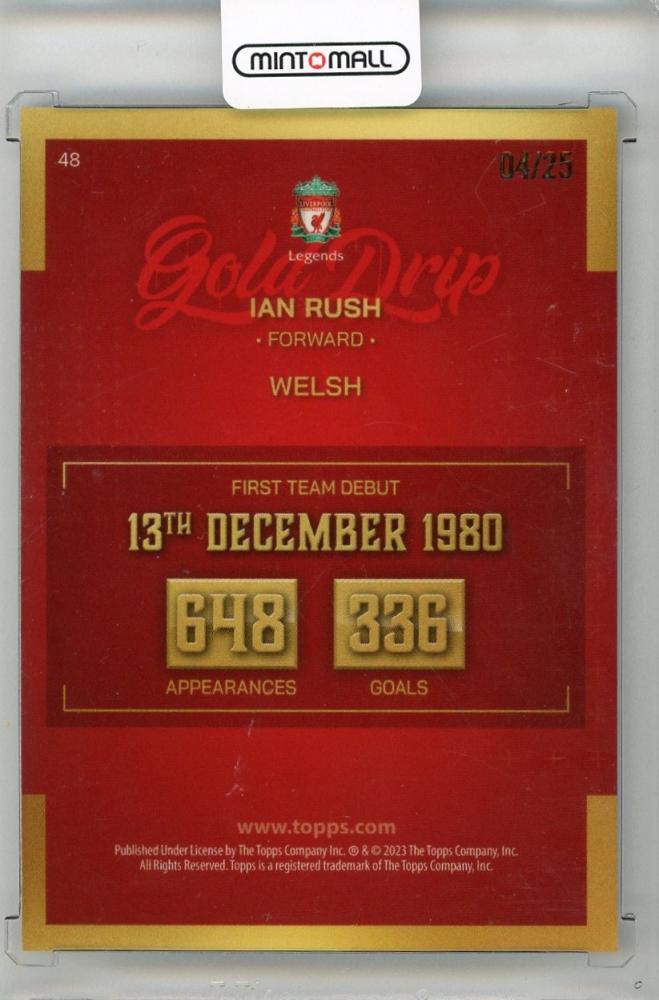 MINTMALL
48
04/25
LIVERPOOL
Legends
Gold Drip
IAN RUSH
• FORWARD •
WELSH
FIRST TEAM DEBUT
13TH DECEMBER 1980
648 336
APPEARANCES GOALS
www.topps.com
Published Under License by The Topps Company Inc. ® & © 2023 The Topps Company, Inc.
All Rights Reserved. Topps is a registered trademark of The Topps Company, Inc.